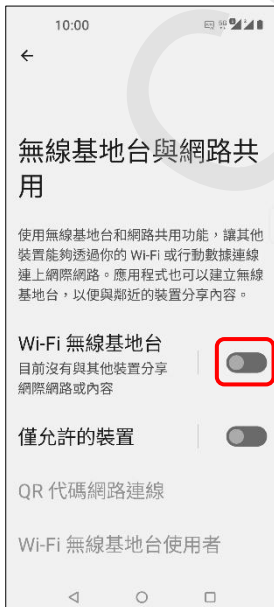 10:00
5G
無線基地台與網路共
用
使用無線基地台和網路共用功能，讓其他
裝置能夠透過你的 Wi-Fi 或行動數據連線
連上網際網路。應用程式也可以建立無線
基地台，以便與鄰近的裝置分享內容。
Wi-Fi 無線基地台
目前沒有與其他裝置分享
網際網路或內容
僅允許的裝置
QR 代碼網路連線
Wi-Fi 無線基地台使用者